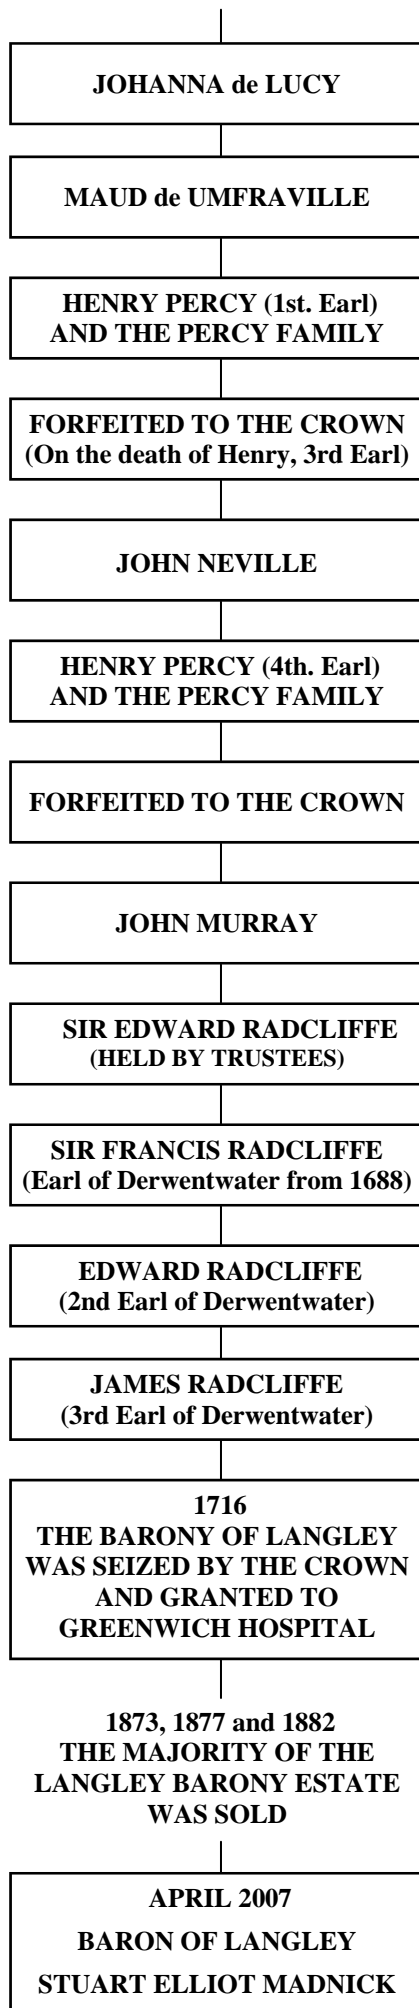 JOHANNA de LUCY
MAUD de UMFRAVILLE
HENRY PERCY (1st. Earl)
AND THE PERCY FAMILY
FORFEITED TO THE CROWN
(On the death of Henry, 3rd Earl)
JOHN NEVILLE
HENRY PERCY (4th. Earl)
AND THE PERCY FAMILY
FORFEITED TO THE CROWN
JOHN MURRAY
SIR EDWARD RADCLIFFE
(HELD BY TRUSTEES)
SIR FRANCIS RADCLIFFE
(Earl of Derwentwater from 1688)
EDWARD RADCLIFFE
(2nd Earl of Derwentwater)
JAMES RADCLIFFE
(3rd Earl of Derwentwater)
1716
THE BARONY OF LANGLEY
WAS SEIZED BY THE CROWN
AND GRANTED TO
GREENWICH HOSPITAL
1873, 1877 and 1882
THE MAJORITY OF THE
LANGLEY BARONY ESTATE
WAS SOLD
APRIL 2007
BARON OF LANGLEY
STUART ELLIOT MADNICK